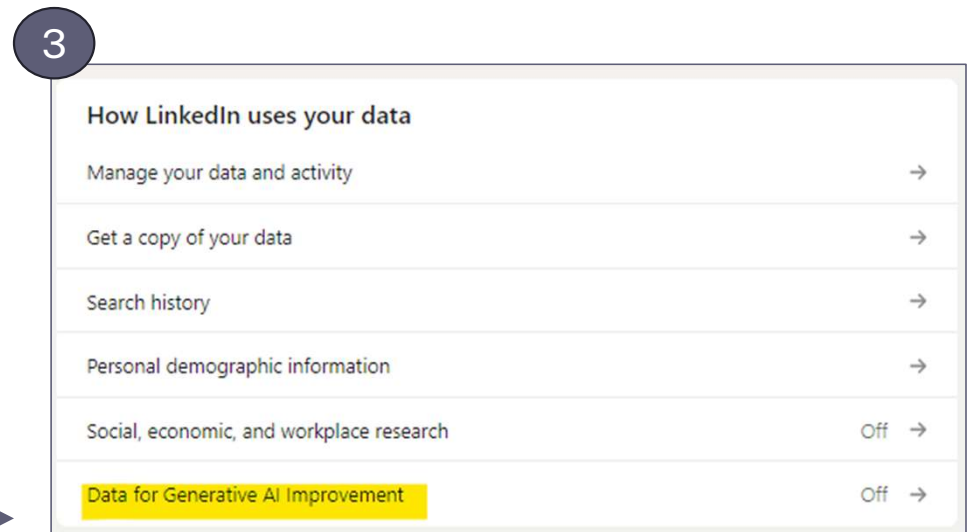 3
How LinkedIn uses your data
Manage your data and activity
Get a copy of your data
Search history
Personal demographic information
Social, economic, and workplace research Off
Data for Generative AI Improvement Off